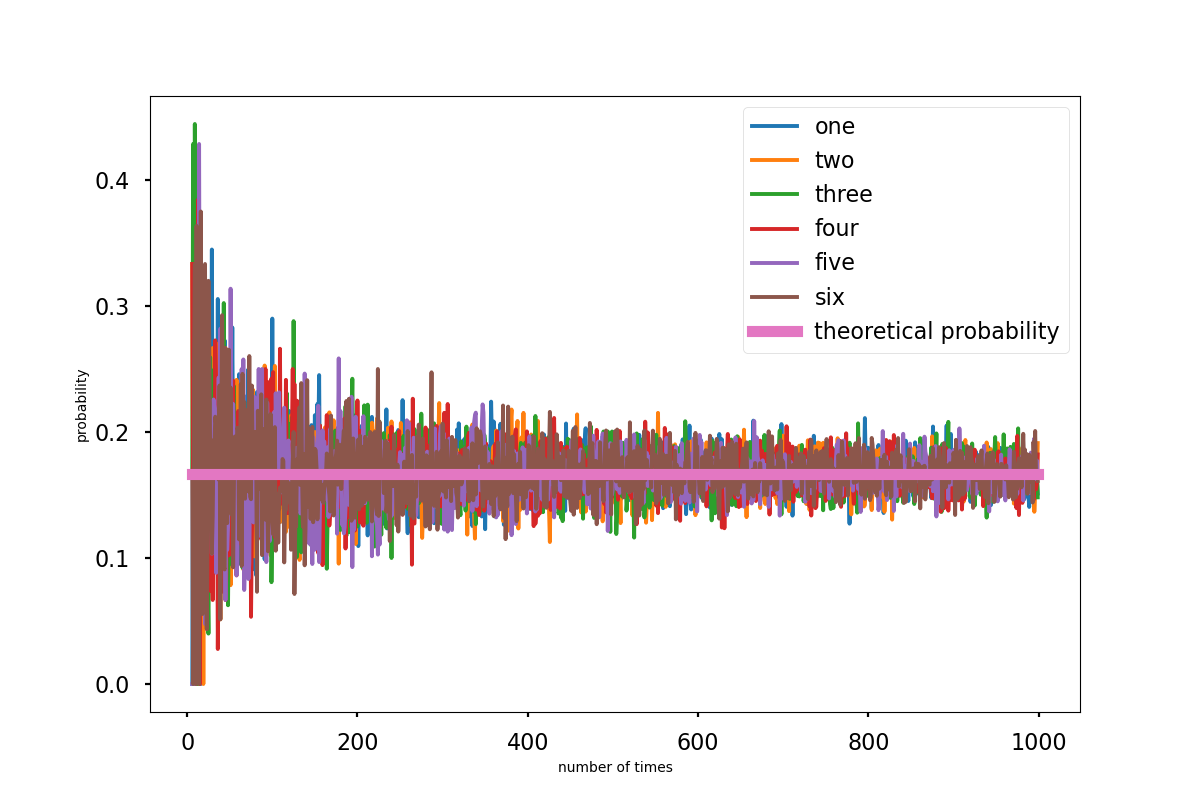 one
two
three
four
five
six
theoretical probability
0.4
0.3
0.2
0.1
0.0
probability
0 200 400 600 800 1000
number of times